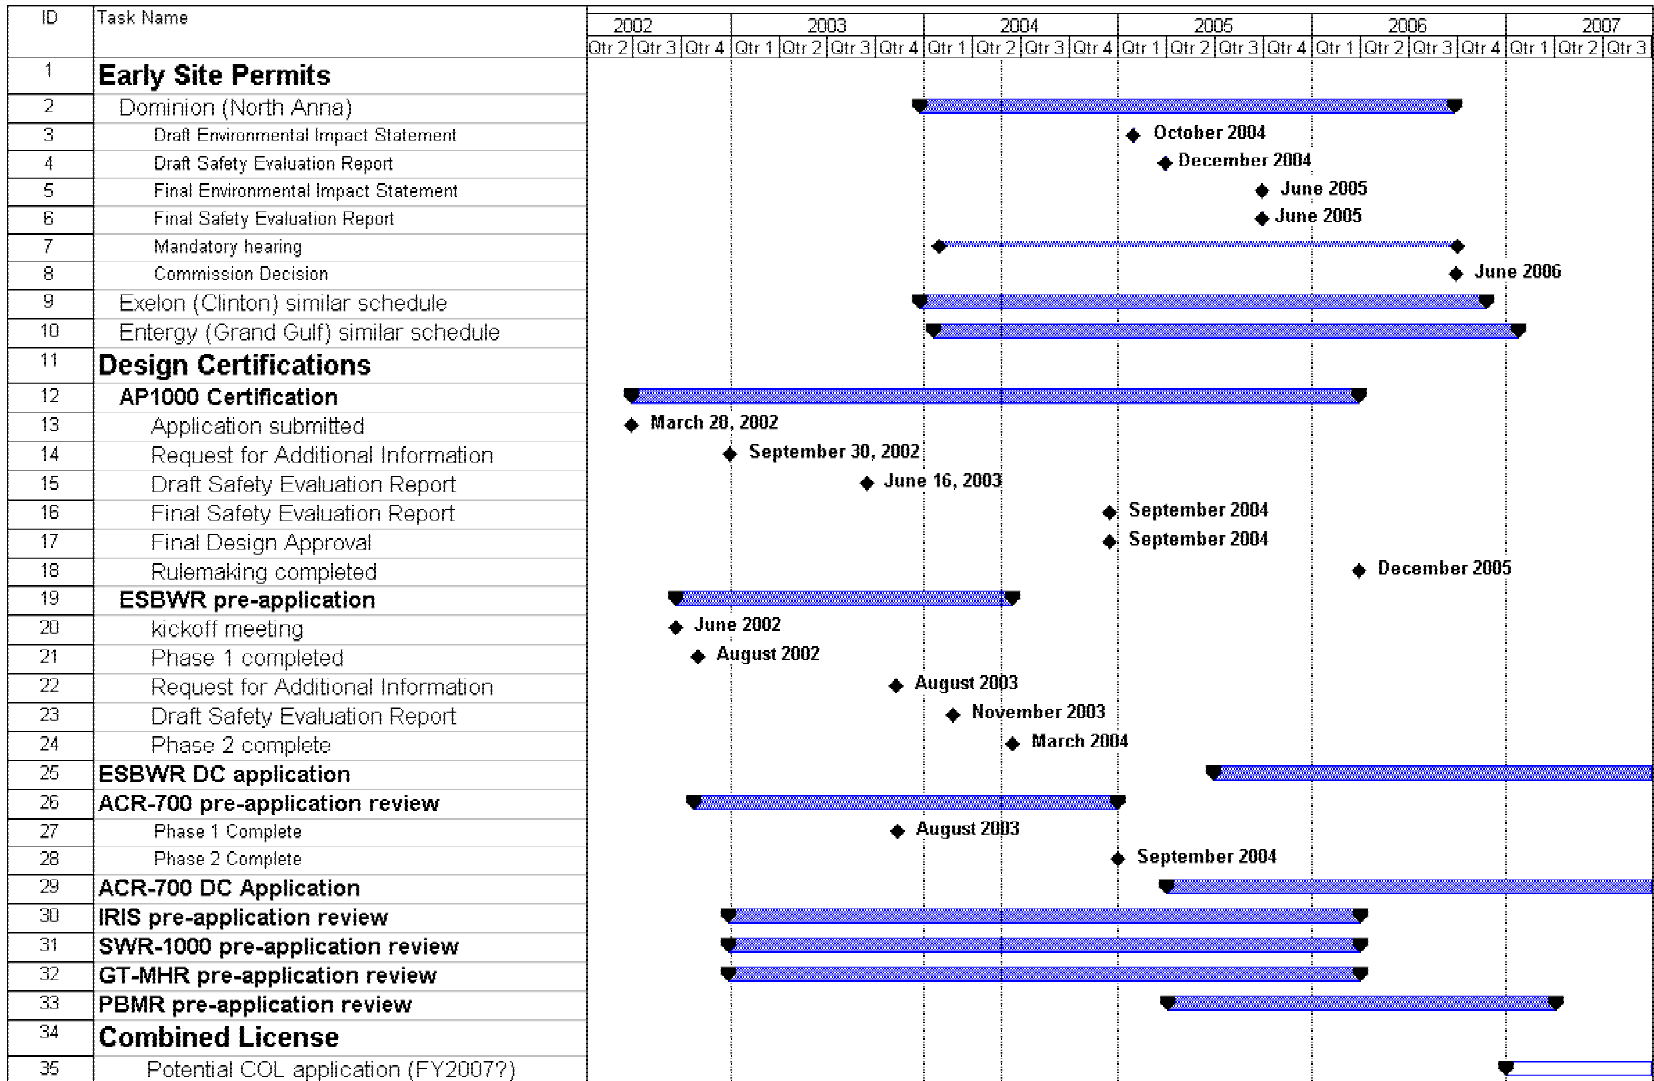 ID Task Name 2002 2003 2004 2005 2006 2007
Qtr 2 Qtr 3 Qtr 4 Qtr 1 Qtr 2 Qtr 3 Qtr 4 Qtr 1 Qtr 2 Qtr 3 Qtr 4 Qtr 1 Qtr 2 Qtr 3 Qtr 4 Qtr 1 Qtr 2 Qtr 3 Qtr 4 Qtr 1 Qtr 2 Qtr 3
1 Early Site Permits
2 Dominion (North Anna)
3 Draft Environmental Impact Statement October 2004
4 Draft Safety Evaluation Report December 2004
5 Final Environmental Impact Statement June 2005
6 Final Safety Evaluation Report June 2005
7 Mandatory hearing
8 Commission Decision June 2006
9 Exelon (Clinton) similar schedule
10 Entergy (Grand Gulf) similar schedule
11 Design Certifications
12 AP1000 Certification
13 Application submitted March 28, 2002
14 Request for Additional Information September 30, 2002
15 Draft Safety Evaluation Report June 16, 2003
16 Final Safety Evaluation Report September 2004
17 Final Design Approval September 2004
18 Rulemaking completed December 2005
19 ESBWR pre-application
20 kickoff meeting June 2002
21 Phase 1 completed August 2002
22 Request for Additional Information August 2003
23 Draft Safety Evaluation Report November 2003
24 Phase 2 complete March 2004
25 ESBWR DC application
26 ACR-700 pre-application review
27 Phase 1 Complete August 2003
28 Phase 2 Complete September 2004
29 ACR-700 DC Application
30 IRIS pre-application review
31 SWR-1000 pre-application review
32 GT-MHR pre-application review
33 PBMR pre-application review
34 Combined License
35 Potential COL application (FY2007?)